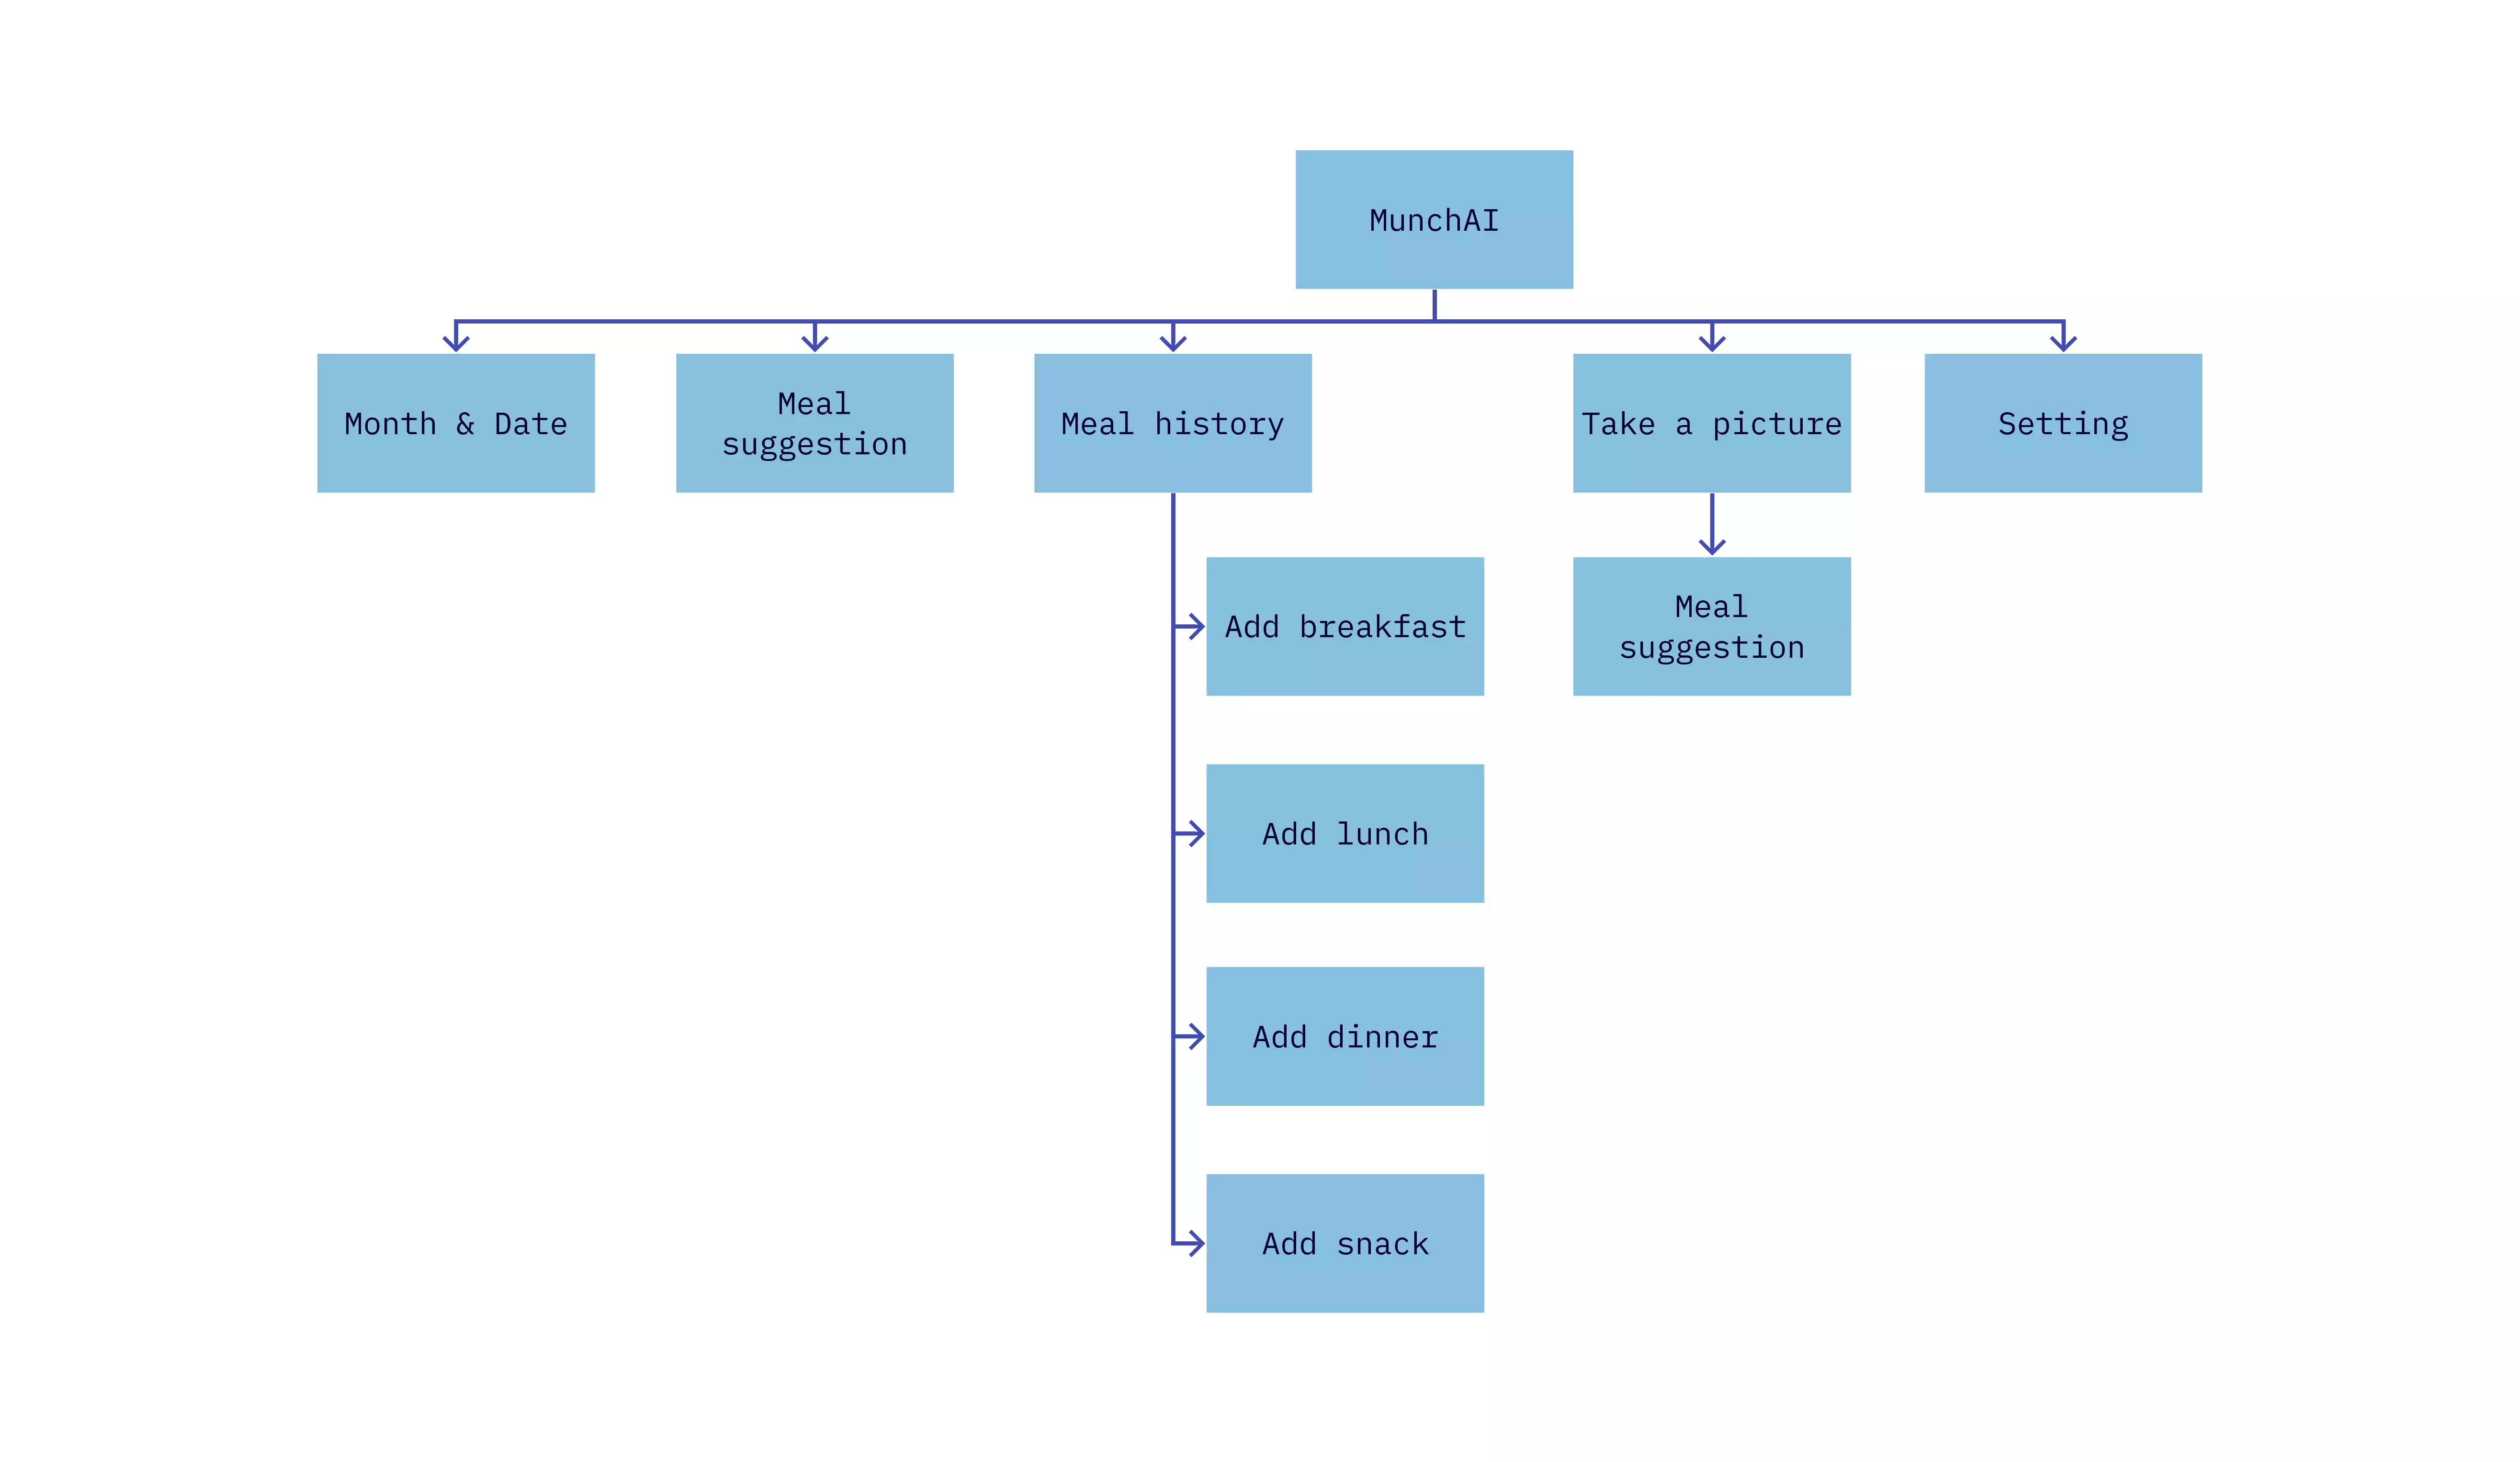 MunchAI
Month & Date
Meal
suggestion
Meal history
Take a picture
Setting
Add breakfast
Meal
suggestion
Add lunch
Add dinner
Add snack